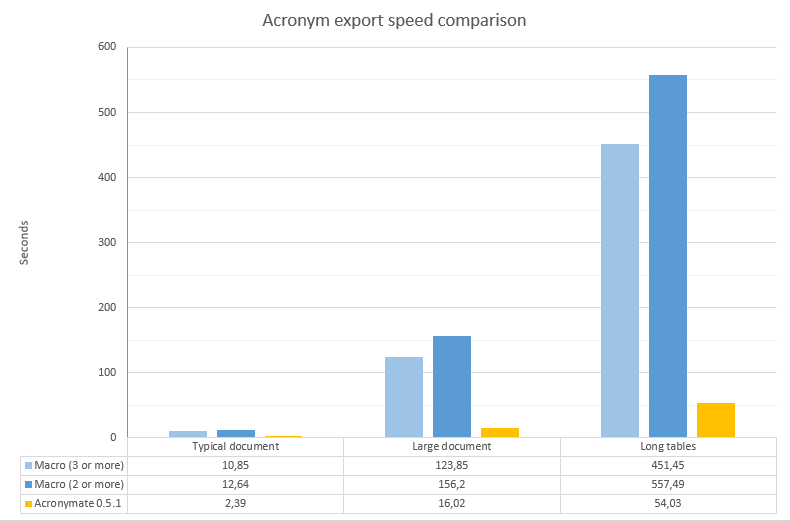 Acronym export speed comparison
600
500
400
300
200
100
0
Seconds
Typical document Large document Long tables
Macro (3 or more) 10,85 123,85 451,45
Macro (2 or more) 12,64 156,2 557,49
Acronymate 0.5.1 2,39 16,02 54,03